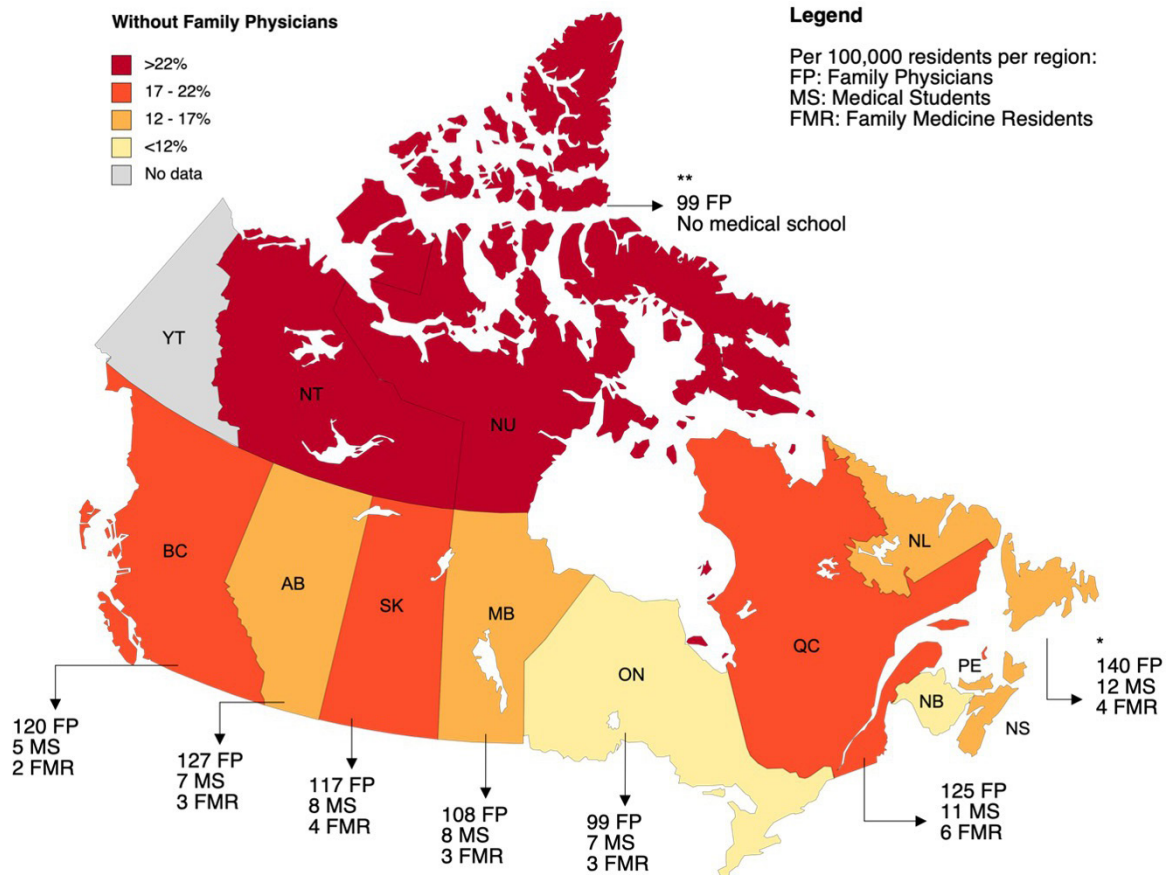 Without Family Physicians
>22%
17 - 22%
12 - 17%
<12%
No data
Legend
Per 100,000 residents per region:
FP: Family Physicians
MS: Medical Students
FMR: Family Medicine Residents
**
99 FP
No medical school
YT
NT
NU
BC
AB
SK
MB
ON
QC
NL
PE
NB
NS
120 FP
5 MS
2 FMR
127 FP
7 MS
3 FMR
117 FP
8 MS
4 FMR
108 FP
8 MS
3 FMR
99 FP
7 MS
3 FMR
125 FP
11 MS
6 FMR
*
140 FP
12 MS
4 FMR